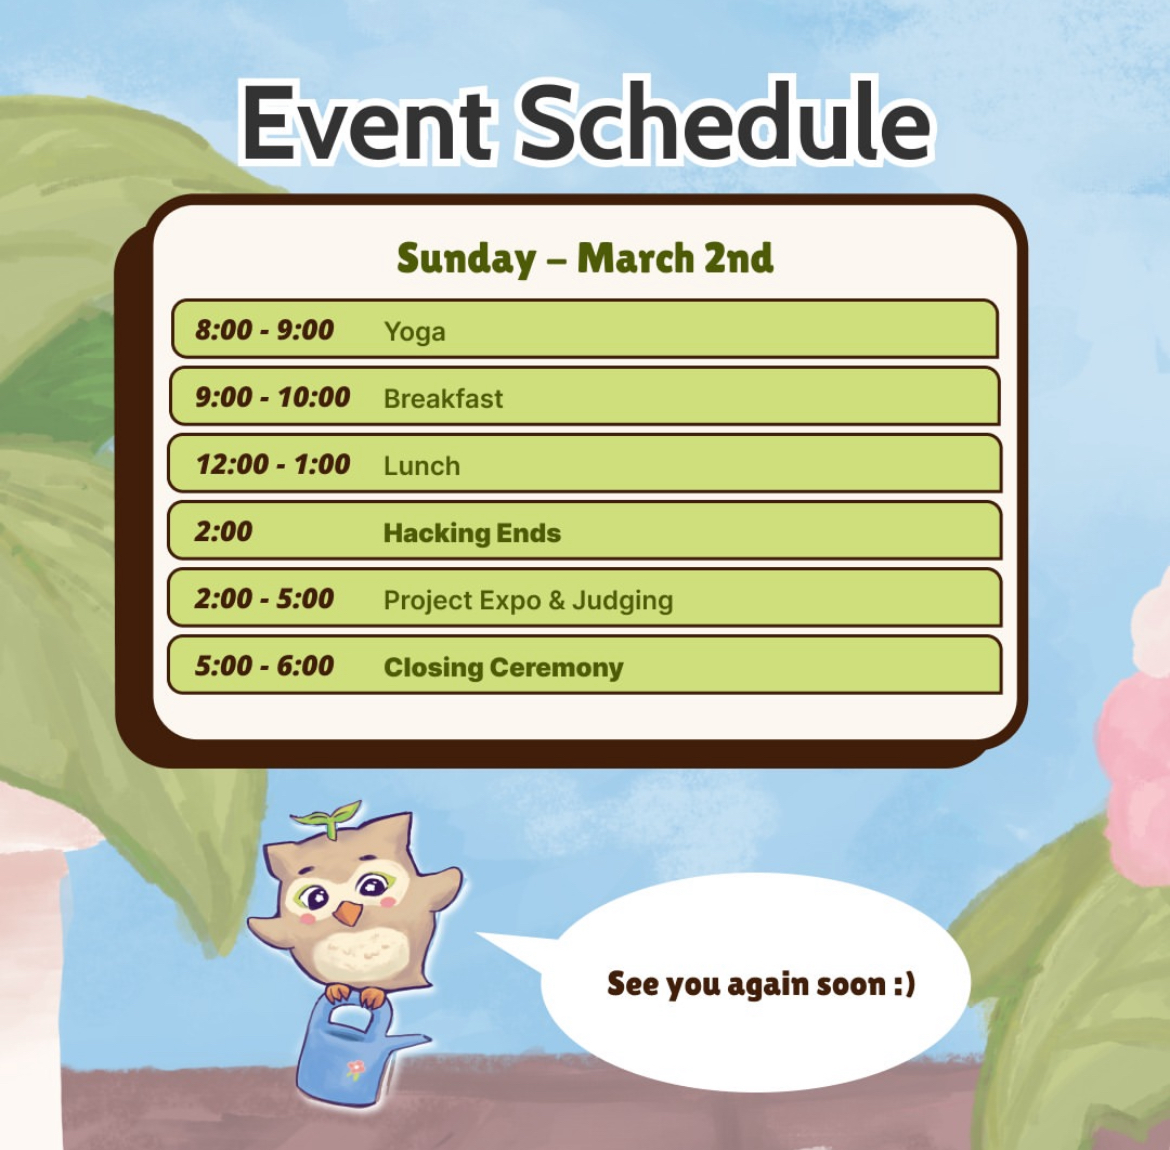 Event Schedule
Sunday – March 2nd
8:00 - 9:00 Yoga
9:00 - 10:00 Breakfast
12:00 - 1:00 Lunch
2:00 Hacking Ends
2:00 - 5:00 Project Expo & Judging
5:00 - 6:00 Closing Ceremony
See you again soon :)